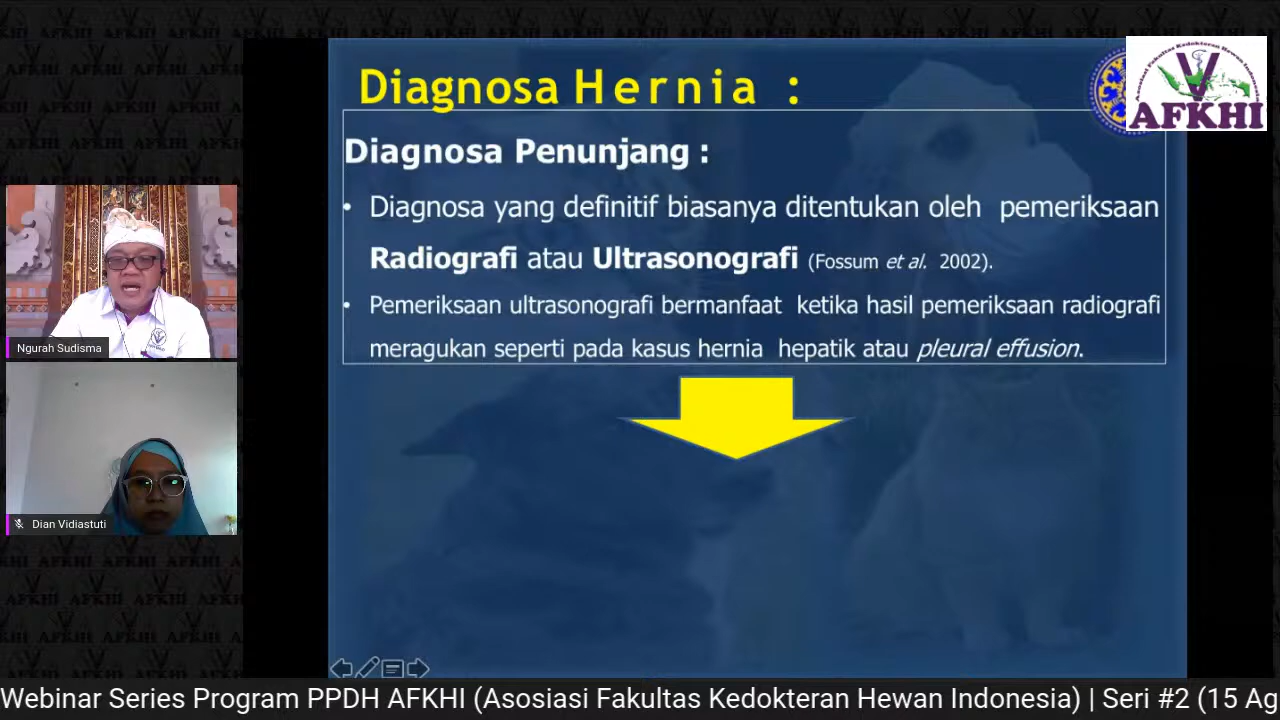 Diagnosa Hernia :
AFKHI
Diagnosa Penunjang :
• Diagnosa yang definitif biasanya ditentukan oleh pemeriksaan
Radiografi atau Ultrasonografi (Fossum et al. 2002).
• Pemeriksaan ultrasonografi bermanfaat ketika hasil pemeriksaan radiografi
meragukan seperti pada kasus hernia hepatik atau pleural effusion.
Ngurah Sudisma
Dian Vidiastuti
Webinar Series Program PPDH AFKHI (Asosiasi Fakultas Kedokteran Hewan Indonesia) | Seri #2 (15 Ag